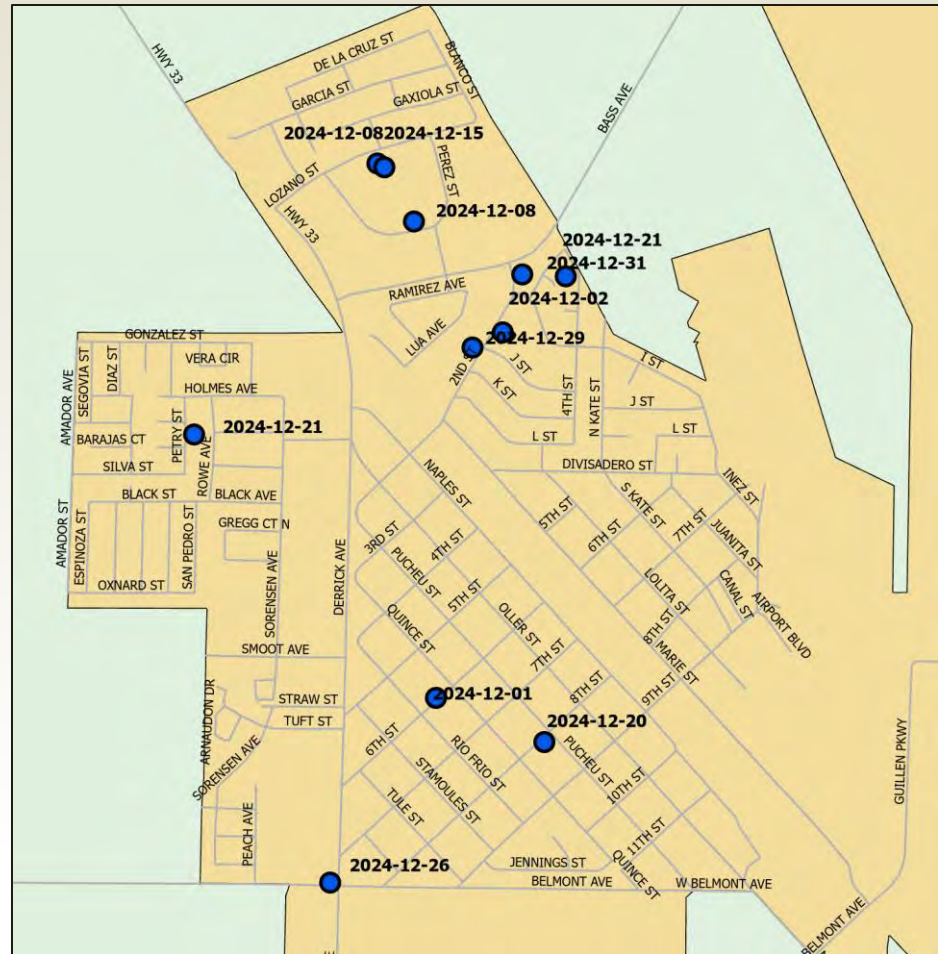 HWY 33
DE LA CRUZ ST
BLANCO ST
GARCIA ST
GAXIOLA ST
BASS AVE
2024-12-08
2024-12-15
LOZANO ST
PEREZ ST
HWY 33
2024-12-08
2024-12-21
2024-12-31
RAMIREZ AVE
2024-12-02
LUA AVE
2024-12-29
2ND ST
J ST
I ST
K ST
4TH ST
N KATE ST
J ST
L ST
L ST
DIVISADERO ST
GONZALEZ ST
VERA CIR
SEGOVIA ST
DIAZ ST
HOLMES AVE
AMADOR AVE
BARAJAS CT
PETRY ST
ROWE AVE
2024-12-21
SILVA ST
BLACK ST
BLACK AVE
AMADOR ST
ESPINOZA ST
SAN PEDRO ST
GREGG CT N
OXNARD ST
SORENSEN AVE
DERRICK AVE
NAPLES ST
3RD ST
4TH ST
PUCHEU ST
5TH ST
QUINCE ST
OLLER ST
7TH ST
5TH ST
6TH ST
S KATE ST
7TH ST
INEZ ST
JUANITA ST
LOLITA ST
CANAL ST
8TH ST
AIRPORT BLVD
MARIE ST
9TH ST
8TH ST
SMOOT AVE
STRAW ST
TUFT ST
ARNAUDON DR
SORENSEN AVE
PEACH AVE
2024-12-01
2024-12-20
6TH ST
RIO FRIO ST
PUCHEU ST
STAMOULES ST
10TH ST
TULE ST
11TH ST
JENNINGS ST
QUINCE ST
2024-12-26
BELMONT AVE
W BELMONT AVE
GUILLEN PKWY
BELMONT AVE